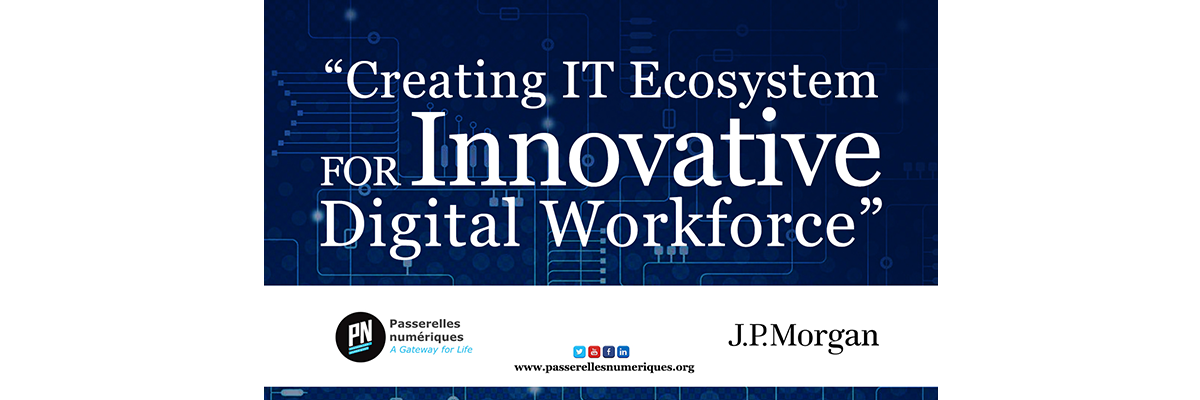 “Creating IT Ecosystem
FOR Innovative
Digital Workforce”
PN
Passerelles
numériques
A Gateway for Life
J.P.Morgan
www.passerellesnumeriques.org